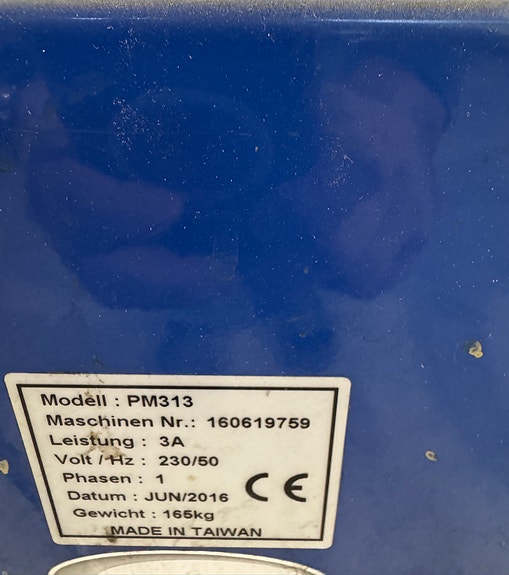 Modell : PM313
Maschinen Nr.: 160619759
Leistung : 3A
Volt / Hz : 230/50
Phasen : 1
Datum : JUN/2016
CE
Gewicht : 165kg
MADE IN TAIWAN